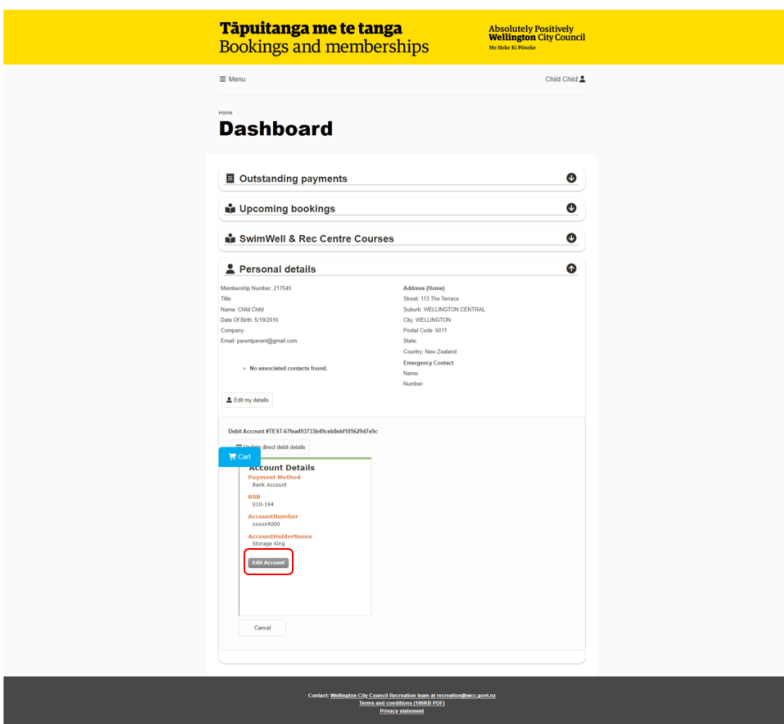 Tāpuitanga me te tanga
Bookings and memberships
Absolutely Positively
Wellington City Council
Me Heke Ki Pōneke
Menu
Child Child
Home
Dashboard
Outstanding payments
Upcoming bookings
SwimWell & Rec Centre Courses
Personal details
Membership Number: 217545
Title:
Name: Child Child
Date Of Birth: 5/19/2016
Company:
Email: parentparent@gmail.com
No associated contacts found.
Address (Home)
Street: 113 The Terrace
Suburb: WELLINGTON CENTRAL
City: WELLINGTON
Postal Code: 6011
State:
Country: New Zealand
Emergency Contact
Name:
Number:
Edit my details
Debit Account #TEST-
direct debit details
Cart
Account Details
Payment Method
Bank Account
BSB
010-194
AccountNumber
xxxxx4000
AccountHolderName
Storage King
Edit Account
Cancel
Contact: Wellington City Council Recreation team at recreation@wcc.govt.nz
Terms and conditions (106KB PDF)
Privacy statement